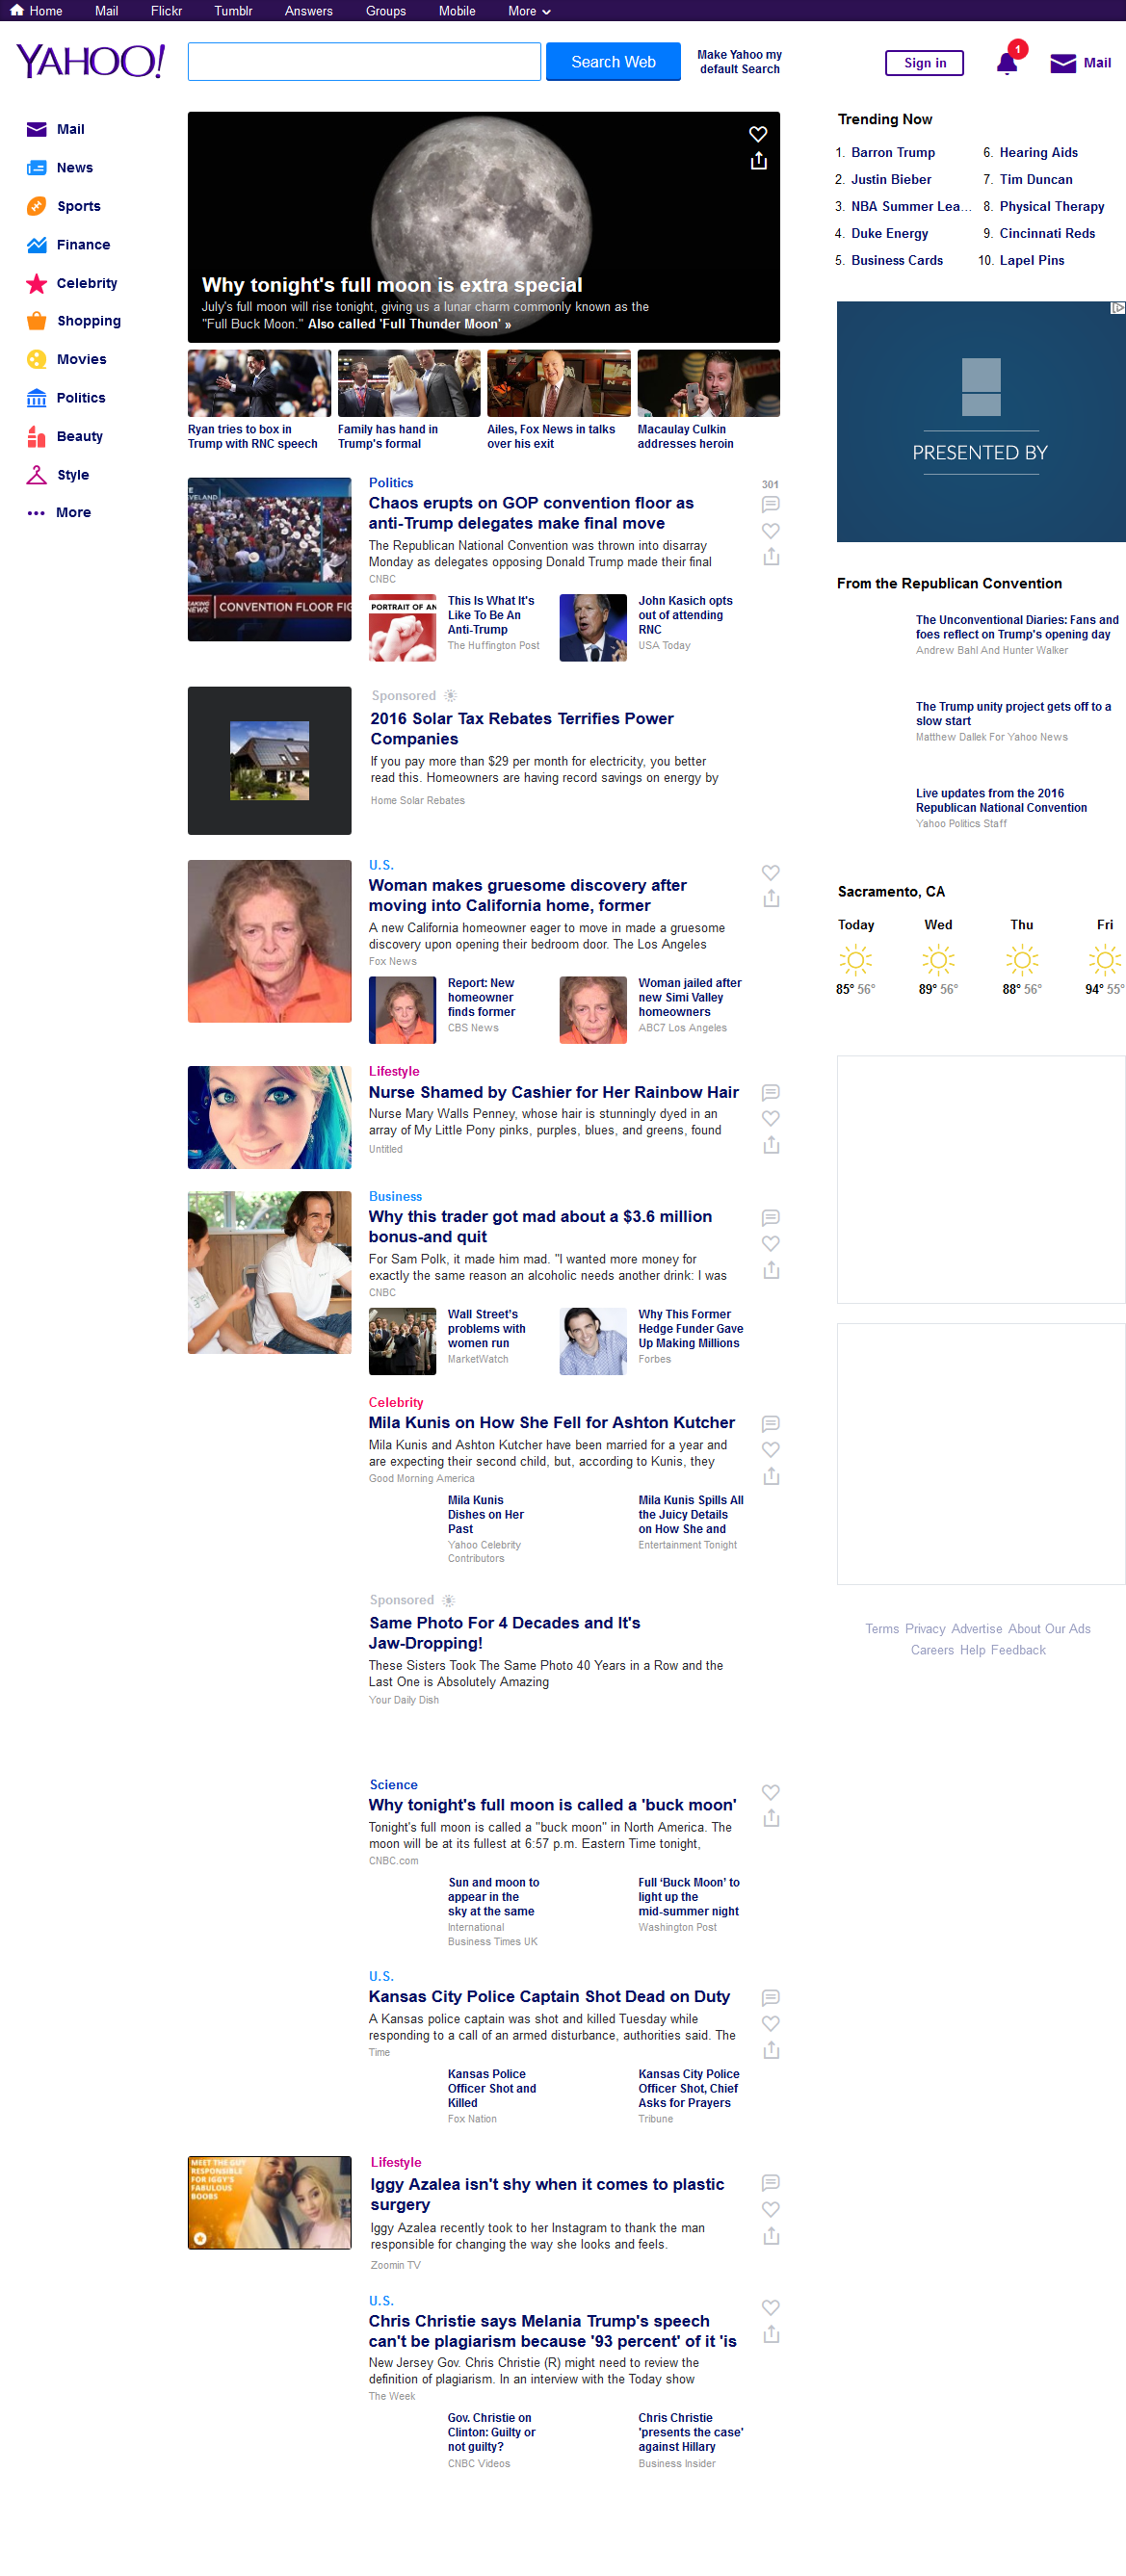 Home Mail Flickr Tumblr Answers Groups Mobile More
YAHOO!
Search Web
Make Yahoo my
default Search
Sign in
1
Mail
Mail
News
Sports
Finance
Celebrity
Shopping
Movies
Politics
Beauty
Style
More
Why tonight's full moon is extra special
July's full moon will rise tonight, giving us a lunar charm commonly known as the
"Full Buck Moon." Also called 'Full Thunder Moon' »
Ryan tries to box in
Trump with RNC speech
Family has hand in
Trump's formal
Ailes, Fox News in talks
over his exit
Macaulay Culkin
addresses heroin
EVELAND
NEWS
CONVENTION FLOOR FIG
Politics
301
Chaos erupts on GOP convention floor as
anti-Trump delegates make final move
The Republican National Convention was thrown into disarray
Monday as delegates opposing Donald Trump made their final
CNBC
PORTRAIT OF AN
This Is What It's
Like To Be An
Anti-Trump
The Huffington Post
John Kasich opts
out of attending
RNC
USA Today
Sponsored
2016 Solar Tax Rebates Terrifies Power
Companies
If you pay more than $29 per month for electricity, you better
read this. Homeowners are having record savings on energy by
Home Solar Rebates
U.S.
Woman makes gruesome discovery after
moving into California home, former
A new California homeowner eager to move in made a gruesome
discovery upon opening their bedroom door. The Los Angeles
Fox News
Report: New
homeowner
finds former
CBS News
Woman jailed after
new Simi Valley
homeowners
ABC7 Los Angeles
Lifestyle
Nurse Shamed by Cashier for Her Rainbow Hair
Nurse Mary Walls Penney, whose hair is stunningly dyed in an
array of My Little Pony pinks, purples, blues, and greens, found
Untitled
Business
Why this trader got mad about a $3.6 million
bonus-and quit
For Sam Polk, it made him mad. "I wanted more money for
exactly the same reason an alcoholic needs another drink: I was
CNBC
Wall Street's
problems with
women run
MarketWatch
Why This Former
Hedge Funder Gave
Up Making Millions
Forbes
Celebrity
Mila Kunis on How She Fell for Ashton Kutcher
Mila Kunis and Ashton Kutcher have been married for a year and
are expecting their second child, but, according to Kunis, they
Good Morning America
Mila Kunis
Dishes on Her
Past
Yahoo Celebrity
Contributors
Mila Kunis Spills All
the Juicy Details
on How She and
Entertainment Tonight
Sponsored
Same Photo For 4 Decades and It's
Jaw-Dropping!
These Sisters Took The Same Photo 40 Years in a Row and the
Last One is Absolutely Amazing
Your Daily Dish
Science
Why tonight's full moon is called a 'buck moon'
Tonight's full moon is called a "buck moon" in North America. The
moon will be at its fullest at 6:57 p.m. Eastern Time tonight,
CNBC.com
Sun and moon to
appear in the
sky at the same
International
Business Times UK
Full ‘Buck Moon’ to
light up the
mid-summer night
Washington Post
U.S.
Kansas City Police Captain Shot Dead on Duty
A Kansas police captain was shot and killed Tuesday while
responding to a call of an armed disturbance, authorities said. The
Time
Kansas Police
Officer Shot and
Killed
Fox Nation
Kansas City Police
Officer Shot, Chief
Asks for Prayers
Tribune
MEET THE GUY
RESPONSIBLE
FOR IGGY'S
FABULOUS
BOOBS
Lifestyle
Iggy Azalea isn't shy when it comes to plastic
surgery
Iggy Azalea recently took to her Instagram to thank the man
responsible for changing the way she looks and feels.
Zoomin TV
U.S.
Chris Christie says Melania Trump's speech
can't be plagiarism because '93 percent' of it 'is
New Jersey Gov. Chris Christie (R) might need to review the
definition of plagiarism. In an interview with the Today show
The Week
Gov. Christie on
Clinton: Guilty or
not guilty?
CNBC Videos
Chris Christie
'presents the case'
against Hillary
Business Insider
Trending Now
1. Barron Trump
2. Justin Bieber
3. NBA Summer Lea...
4. Duke Energy
5. Business Cards
6. Hearing Aids
7. Tim Duncan
8. Physical Therapy
9. Cincinnati Reds
10. Lapel Pins
PRESENTED BY
From the Republican Convention
The Unconventional Diaries: Fans and
foes reflect on Trump's opening day
Andrew Bahl And Hunter Walker
The Trump unity project gets off to a
slow start
Matthew Dallek For Yahoo News
Live updates from the 2016
Republican National Convention
Yahoo Politics Staff
Sacramento, CA
Today Wed Thu Fri
85° 56° 89° 56° 88° 56° 94° 55°
Terms Privacy Advertise About Our Ads
Careers Help Feedback